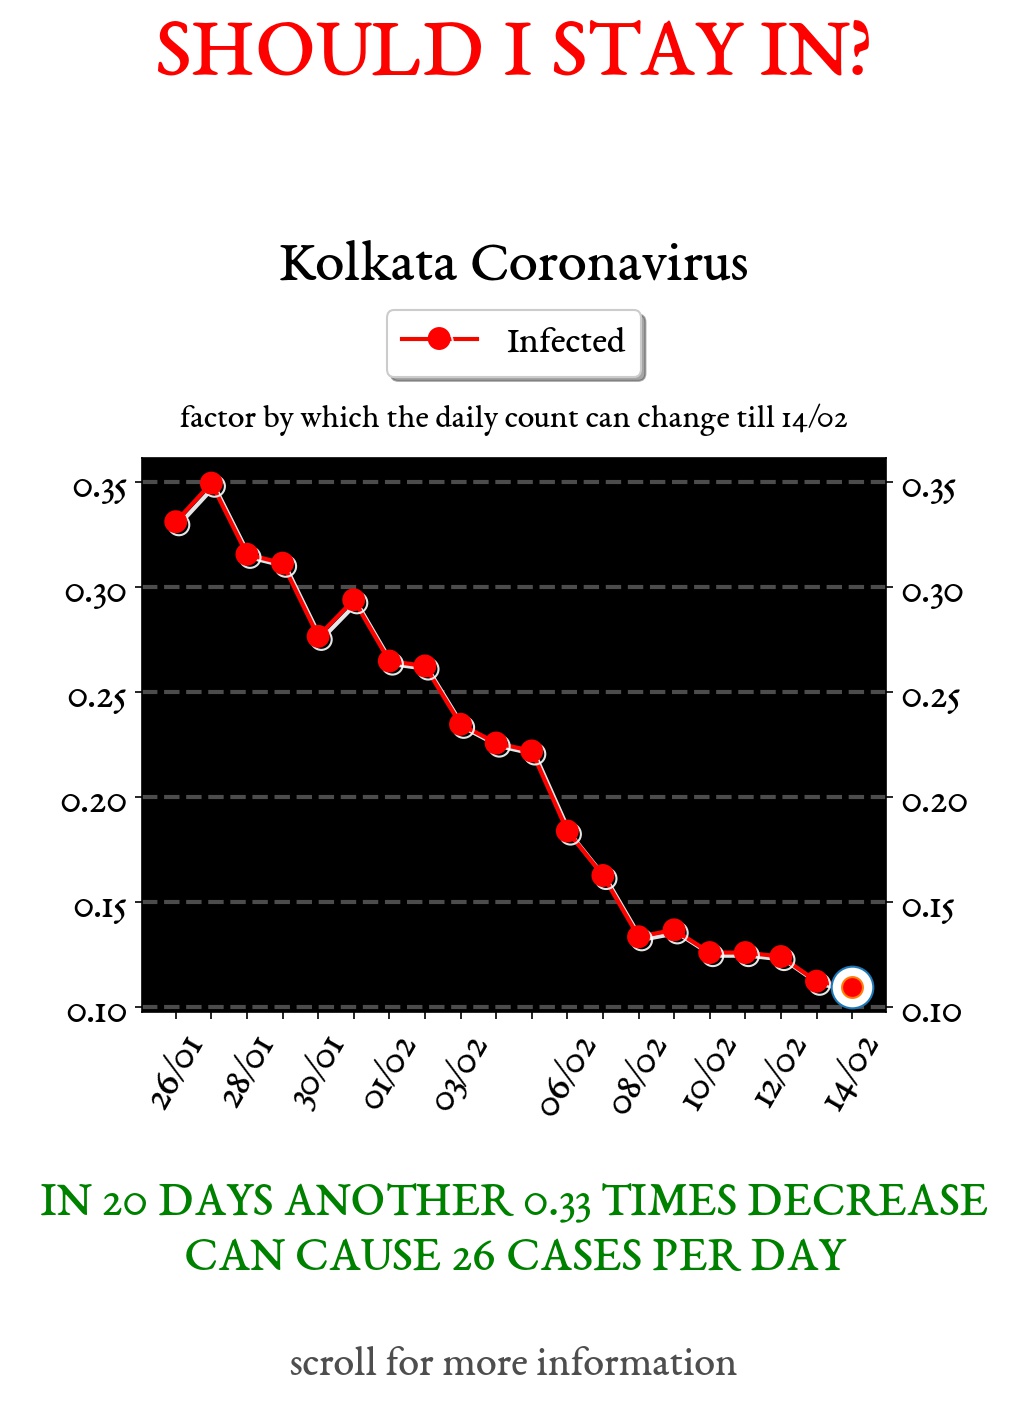 SHOULD I STAY IN?
Kolkata Coronavirus
Infected
factor by which the daily count can change till 14/02
0.35 0.35
0.30 0.30
0.25 0.25
0.20 0.20
0.15 0.15
0.10 0.10
26/01 28/01 30/01 01/02 03/02 06/02 08/02 10/02 12/02 14/02
IN 20 DAYS ANOTHER 0.33 TIMES DECREASE
CAN CAUSE 26 CASES PER DAY
scroll for more information